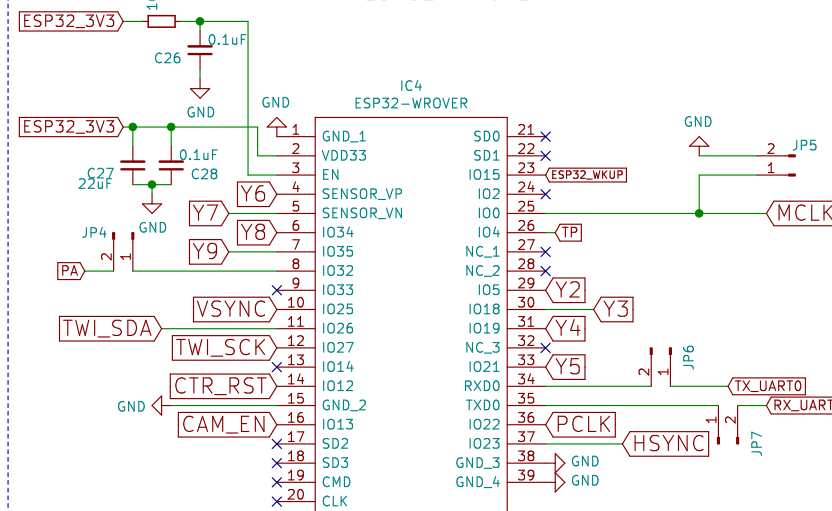 ESP32_3V3
0.1uF
C26
GND
ESP32_3V3
0.1uF
C27
22uF
C28
GND
IC4
ESP32-WROVER
GND
1 GND_1
2 VDD33
3 EN
Y6 4 SENSOR_VP
Y7 5 SENSOR_VN
Y8 6 IO34
Y9 7 IO35
JP4
2 1
PA 8 IO32
9 IO33
VSYNC 10 IO25
TWI_SDA 11 IO26
TWI_SCK 12 IO27
13 IO14
CTR_RST 14 IO12
GND 15 GND_2
CAM_EN 16 IO13
17 SD2
18 SD3
19 CMD
20 CLK
SD0 21
SD1 22
IO15 23 ESP32_WKUP
IO2 24
IO0 25 MCLK
IO4 26 TP
NC_1 27
NC_2 28
IO5 29 Y2
IO18 30 Y3
IO19 31 Y4
NC_3 32
IO21 33 Y5
RXD0 34 TX_UART0
TXD0 35 RX_UART
IO22 36 PCLK
IO23 37 HSYNC
GND_3 38 GND
GND_4 39 GND
GND
2 JP5
1
2 1 JP6
1 2 JP7